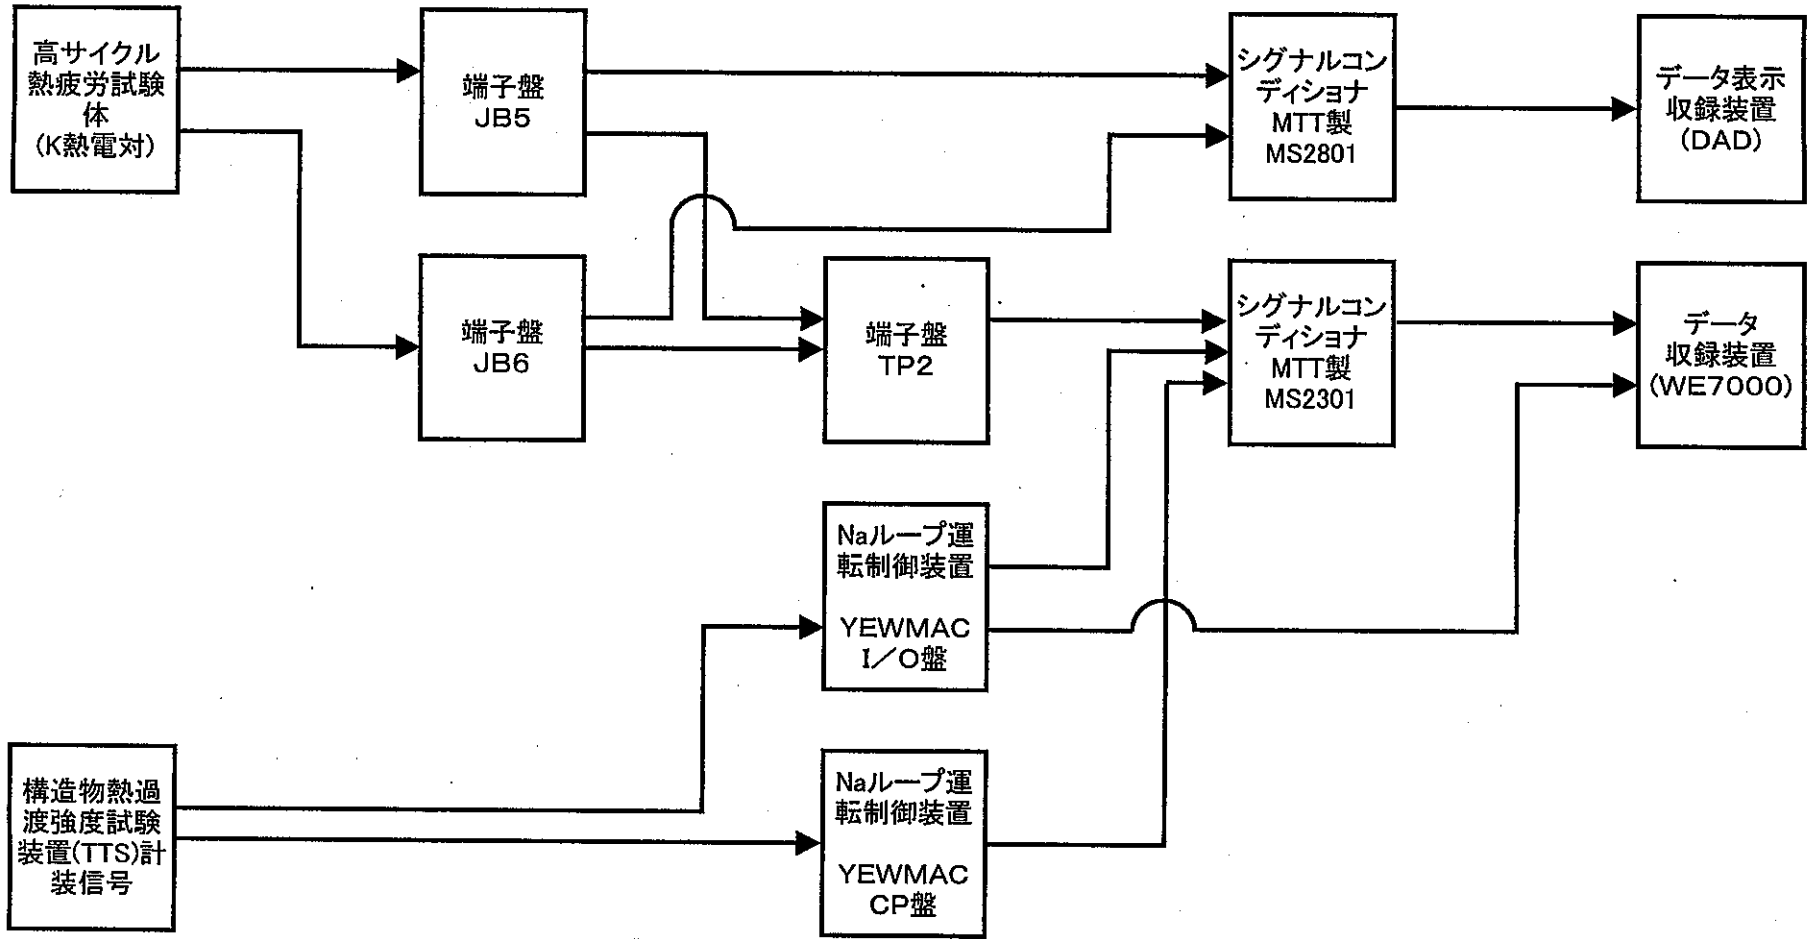 高サイクル
熱疲労試験
体
(K熱電対)
端子盤
JB5
シグナルコン
ディショナ
MTT製
MS2801
データ表示
収録装置
(DAD)
端子盤
JB6
端子盤
TP2
シグナルコン
ディショナ
MTT製
MS2301
データ
収録装置
(WE7000)
Naループ運
転制御装置
YEWMAC
I／O盤
構造物熱過
渡強度試験
装置(TTS)計
装信号
Naループ運
転制御装置
YEWMAC
CP盤